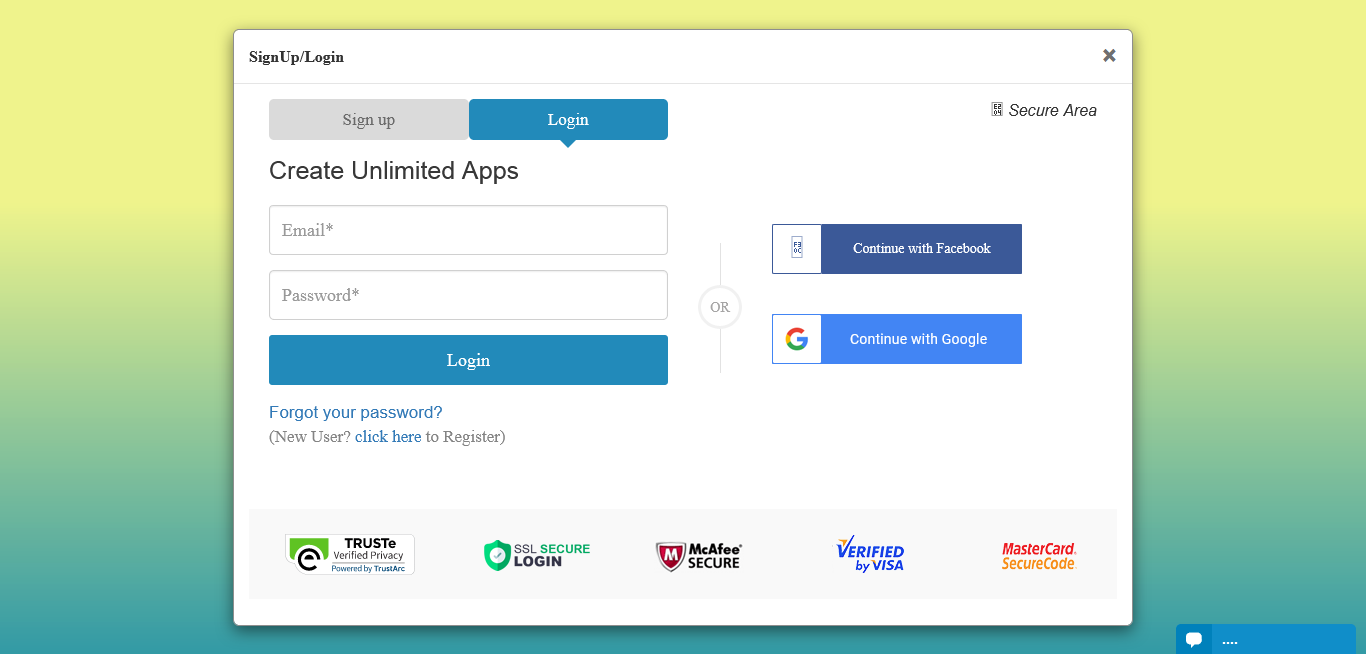 SignUp/Login
Sign up
Login
Secure Area
Create Unlimited Apps
Email*
Password*
Login
Forgot your password?
(New User? click here to Register)
OR
Continue with Facebook
Continue with Google
TRUSTe
Verified Privacy
Powered by TrustArc
SSL SECURE
LOGIN
McAfee
SECURE
VERIFIED
by VISA
MasterCard.
SecureCode.
....